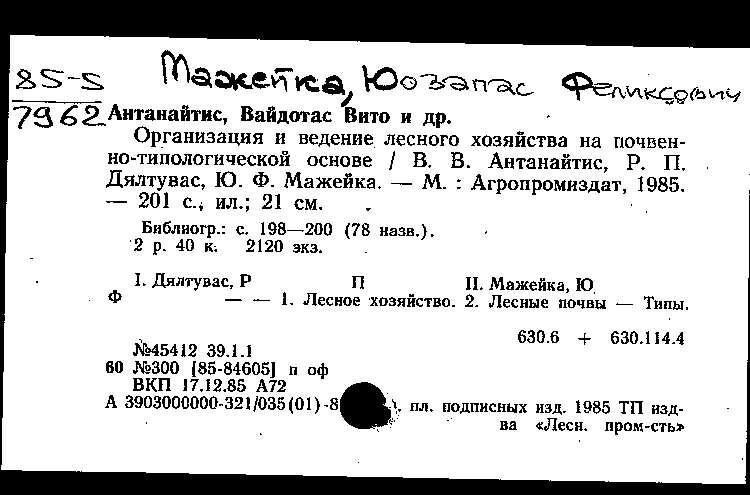 85-5 Мажейка, Юозапас Феликсович
7962 Антанайтис, Вайдотас Вито и др.
Организация и ведение лесного хозяйства на почвен-
но-типологической основе / В. В. Антанайтис, Р. П.
Дялтувас, Ю. Ф. Мажейка. — М. : Агропромиздат, 1985.
— 201 с., ил.; 21 см.
Библиогр.: с. 198—200 (78 назв.).
2 р. 40 к. 2120 экз.
I. Дялтувас, Р П II. Мажейка, Ю
Ф — — 1. Лесное хозяйство. 2. Лесные почвы — Типы.
630.6 + 630.114.4
№45412 39.1.1
60 №300 [85-84605] п оф
ВКП 17.12.85 А72
А 3903000000-321/035(01)-8 . пл. подписных изд. 1985 ТП изд-
ва «Лесн. пром-сть»